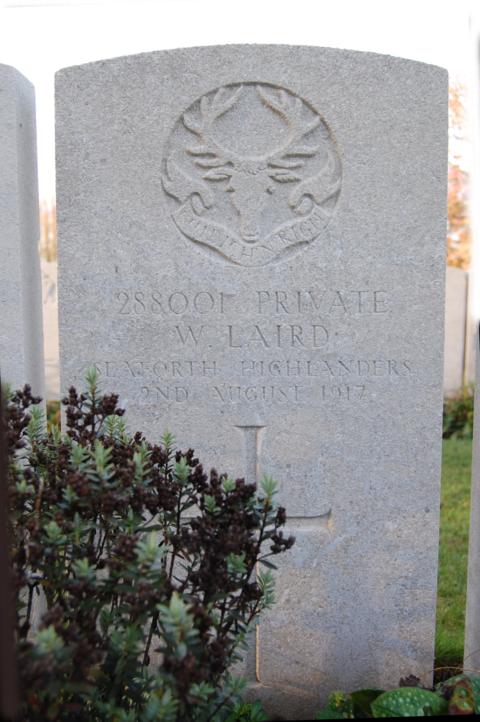 CUIDICH'N RIGH
288001 PRIVATE
W. LAIRD
SEAFORTH HIGHLANDERS
2ND AUGUST 1917